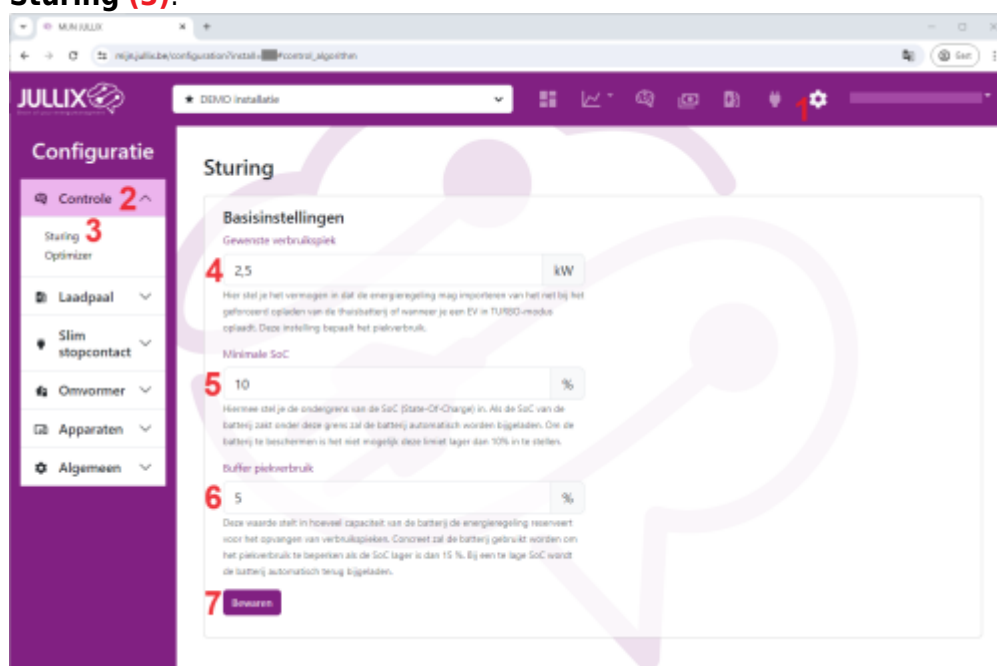 Sturing (3).
MIJN JULLIX
mijn.jullix.be/configuration?install= #control_algorithm
Gast
JULLIX
DEMO installatie
1
Configuratie
Controle 2
Sturing 3
Optimizer
Laadpaal
Slim
stopcontact
Omvormer
Apparaten
Algemeen
Sturing
Basisinstellingen
Gewenste verbruikspiek
4 2,5 kW
Hier stel je het vermogen in dat de energieregeling mag importeren van het net bij het
geforceerd opladen van de thuisbatterij of wanneer je een EV in TURBO-modus
oplaadt. Deze instelling bepaalt het piekverbruik.
Minimale SoC
5 10 %
Hiermee stel je de ondergrens van de SoC (State-Of-Charge) in. Als de SoC van de
batterij zakt onder deze grens zal de batterij automatisch worden bijgeladen. Om de
batterij te beschermen is het niet mogelijk deze limiet lager dan 10% in te stellen.
Buffer piekverbruik
6 5 %
Deze waarde stelt in hoeveel capaciteit van de batterij de energieregeling reserveert
voor het opvangen van verbruikspieken. Concreet zal de batterij gebruikt worden om
het piekverbruik te beperken als de SoC lager is dan 15 %. Bij een te lage SoC wordt
de batterij automatisch terug bijgeladen.
7 Bewaren